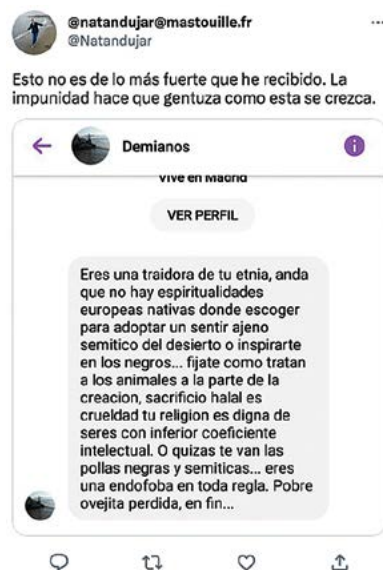 @natandujar@mastouille.fr
@Natandujar
Esto no es de lo más fuerte que he recibido. La
impunidad hace que gentuza como esta se crezca.
Demianos
Vive en Madrid
VER PERFIL
Eres una traidora de tu etnia, anda
que no hay espiritualidades
europeas nativas donde escoger
para adoptar un sentir ajeno
semitico del desierto o inspirarte
en los negros... fijate como tratan
a los animales a la parte de la
creacion, sacrificio halal es
crueldad tu religion es digna de
seres con inferior coeficiente
intelectual. O quizas te van las
pollas negras y semiticas... eres
una endofoba en toda regla. Pobre
ovejita perdida, en fin...